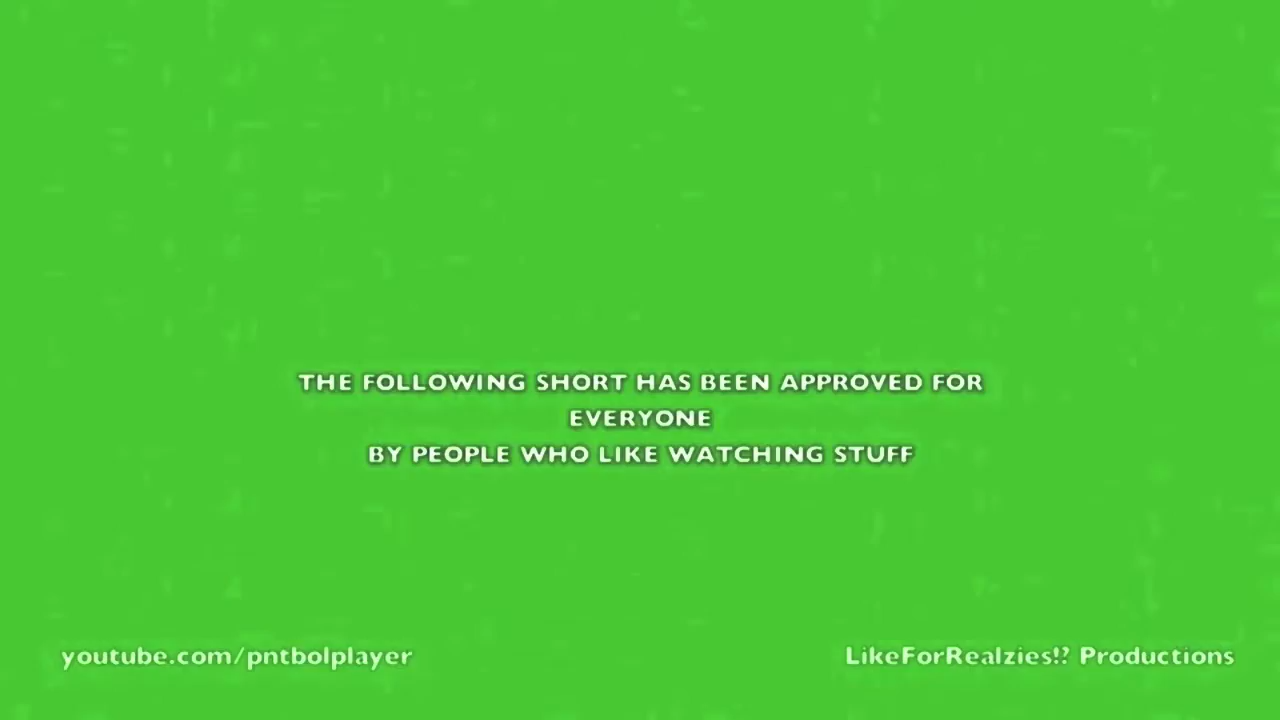 THE FOLLOWING SHORT HAS BEEN APPROVED FOR
EVERYONE
BY PEOPLE WHO LIKE WATCHING STUFF
youtube.com/pntbolplayer
LikeForRealzies!? Productions